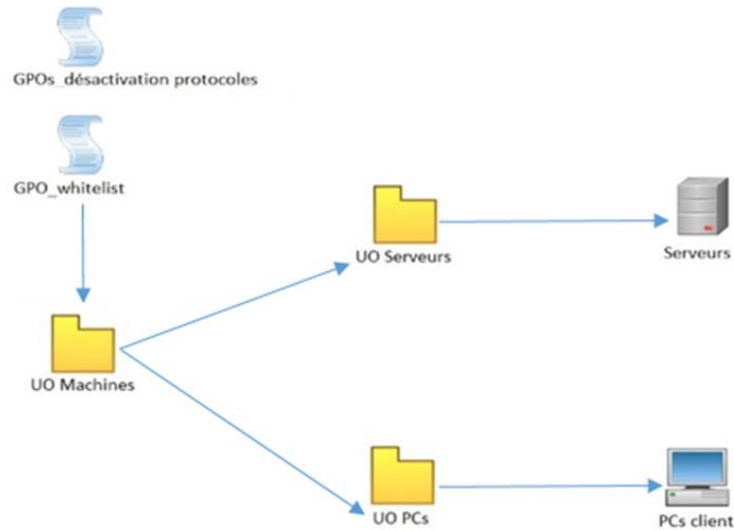 GPOs_désactivation protocoles
GPO_whitelist
UO Serveurs
Serveurs
UO Machines
UO PCs
PCs client